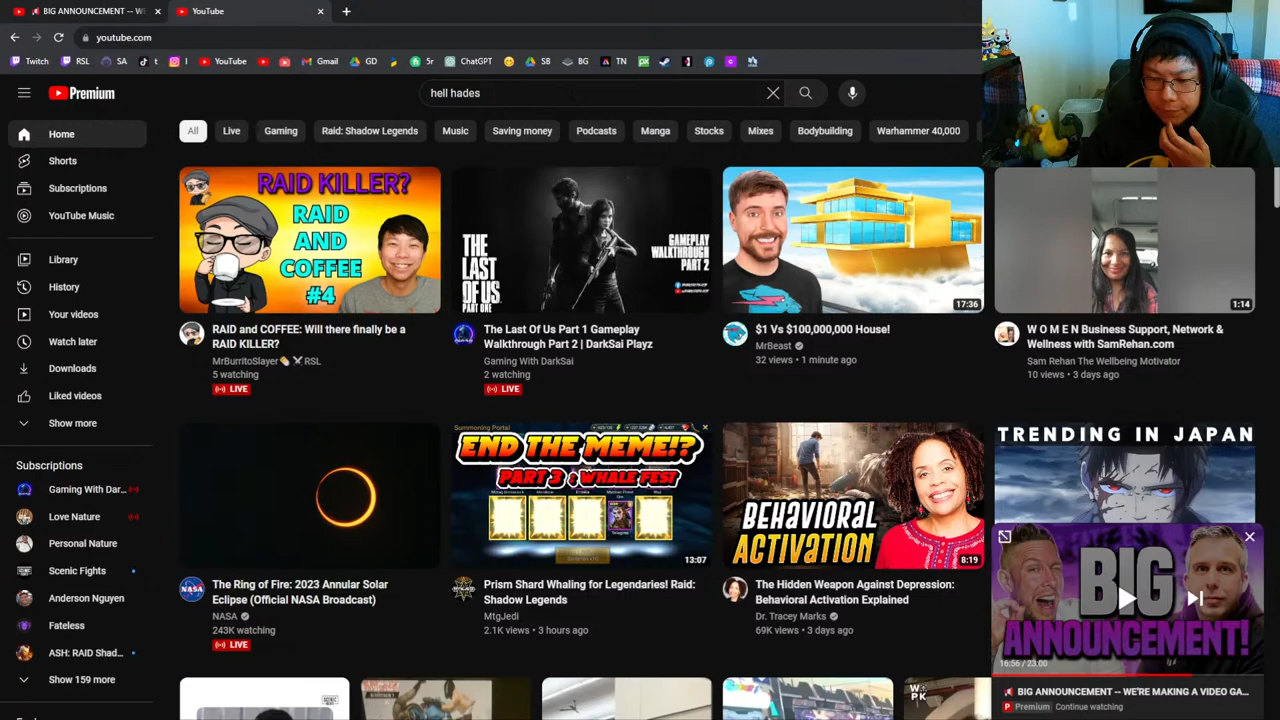 BIG ANNOUNCEMENT -- W
YouTube
youtube.com
Twitch
RSL
SA
t
I
YouTube
Gmail
GD
5r
ChatGPT
SB
BG
TN
Premium
hell hades
All
Live
Gaming
Raid: Shadow Legends
Music
Saving money
Podcasts
Manga
Stocks
Mixes
Bodybuilding
Warhammer 40,000
Home
Shorts
Subscriptions
YouTube Music
Library
History
Your videos
Watch later
Downloads
Liked videos
Show more
Subscriptions
Gaming With Dar...
Love Nature
Personal Nature
Scenic Fights
Anderson Nguyen
Fateless
ASH: RAID Shad...
Show 159 more
RAID KILLER?
RAID
AND
COFFEE
#4
RAID and COFFEE: Will there finally be a
RAID KILLER?
MrBurritoSlayer RSL
5 watching
LIVE
THE
LAST
OF US
PART ONE
GAMEPLAY
WALKTHROUGH
PART 2
The Last Of Us Part 1 Gameplay
Walkthrough Part 2 | DarkSai Playz
Gaming With DarkSai
2 watching
LIVE
17:36
$1 Vs $100,000,000 House!
MrBeast
32 views • 1 minute ago
1:14
W O M E N Business Support, Network &
Wellness with SamRehan.com
Sam Rehan The Wellbeing Motivator
10 views • 3 days ago
The Ring of Fire: 2023 Annular Solar
Eclipse (Official NASA Broadcast)
NASA
243K watching
LIVE
Summoning Portal
END THE MEME!?
PART 3 & WHALE FEST
13:07
Prism Shard Whaling for Legendaries! Raid:
Shadow Legends
MtgJedi
2.1K views • 3 hours ago
BEHAVIORAL
ACTIVATION
8:19
The Hidden Weapon Against Depression:
Behavioral Activation Explained
Dr. Tracey Marks
69K views • 3 days ago
TRENDING IN JAPAN
BIG
ANNOUNCEMENT!
16:56 / 23:00
BIG ANNOUNCEMENT -- WE'RE MAKING A VIDEO GA...
Premium
Continue watching